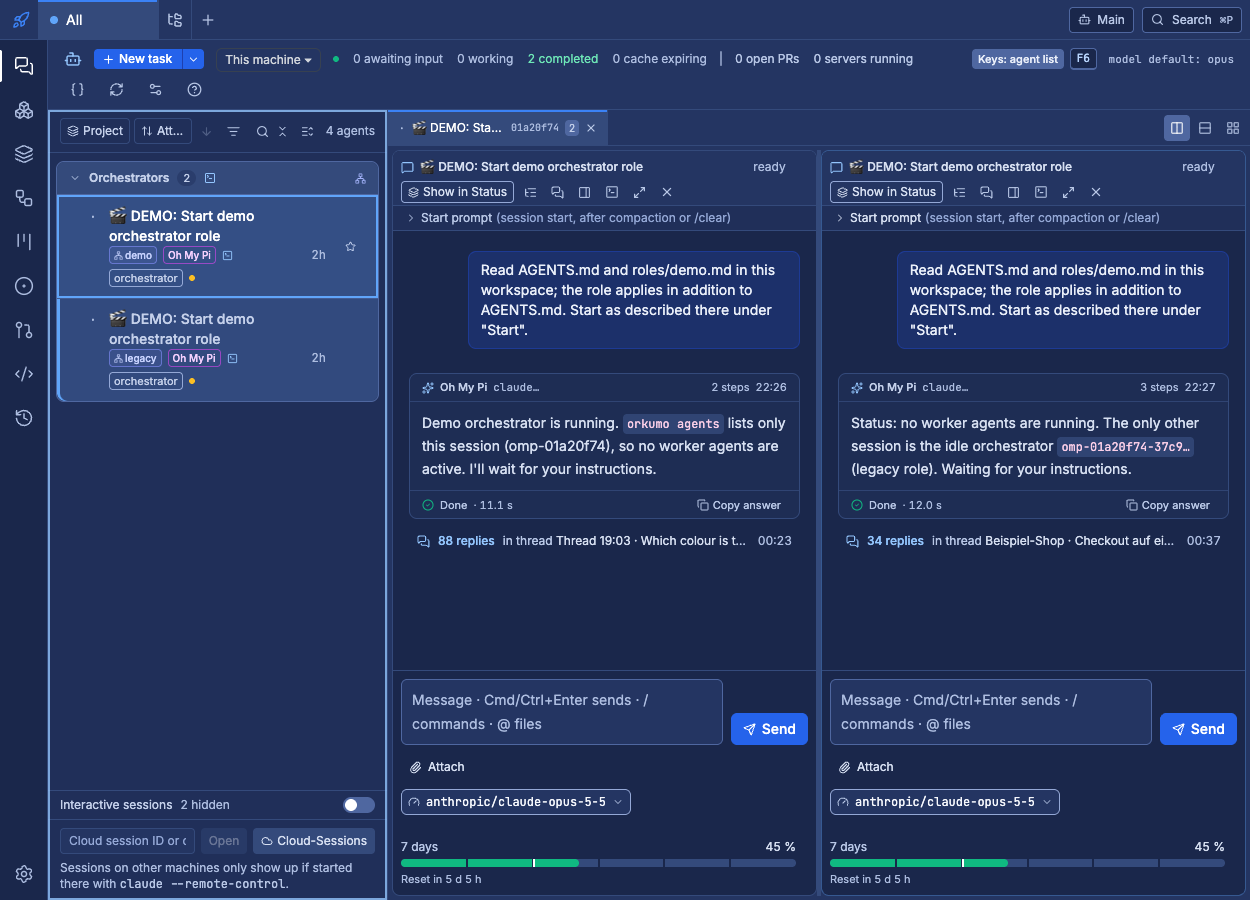 All
Main
Search ⌘P
New task
This machine
0 awaiting input
0 working
2 completed
0 cache expiring
0 open PRs
0 servers running
Keys: agent list
F6
model default: opus
Project
Att...
4 agents
Orchestrators 2
🎬 DEMO: Start demo
orchestrator role
demo
Oh My Pi
2h
orchestrator
🎬 DEMO: Start demo
orchestrator role
legacy
Oh My Pi
2h
orchestrator
Interactive sessions 2 hidden
Cloud session ID or c
Open
Cloud-Sessions
Sessions on other machines only show up if started
there with claude --remote-control.
· 🎬 DEMO: Sta... 01a20f74 2
🎬 DEMO: Start demo orchestrator role
ready
Show in Status
Start prompt (session start, after compaction or /clear)
Read AGENTS.md and roles/demo.md in this
workspace; the role applies in addition to
AGENTS.md. Start as described there under
"Start".
Oh My Pi claude…
2 steps 22:26
Demo orchestrator is running. orkumo agents lists only
this session (omp-01a20f74), so no worker agents are
active. I'll wait for your instructions.
Done · 11.1 s
Copy answer
88 replies in thread Thread 19:03 · Which colour is t... 00:23
Message · Cmd/Ctrl+Enter sends · /
commands · @ files
Send
Attach
anthropic/claude-opus-5-5
7 days
45 %
Reset in 5 d 5 h
🎬 DEMO: Start demo orchestrator role
ready
Show in Status
Start prompt (session start, after compaction or /clear)
Read AGENTS.md and roles/demo.md in this
workspace; the role applies in addition to
AGENTS.md. Start as described there under
"Start".
Oh My Pi claude…
3 steps 22:27
Status: no worker agents are running. The only other
session is the idle orchestrator omp-01a20f74-37c9…
(legacy role). Waiting for your instructions.
Done · 12.0 s
Copy answer
34 replies in thread Beispiel-Shop · Checkout auf ei... 00:37
Message · Cmd/Ctrl+Enter sends · /
commands · @ files
Send
Attach
anthropic/claude-opus-5-5
7 days
45 %
Reset in 5 d 5 h